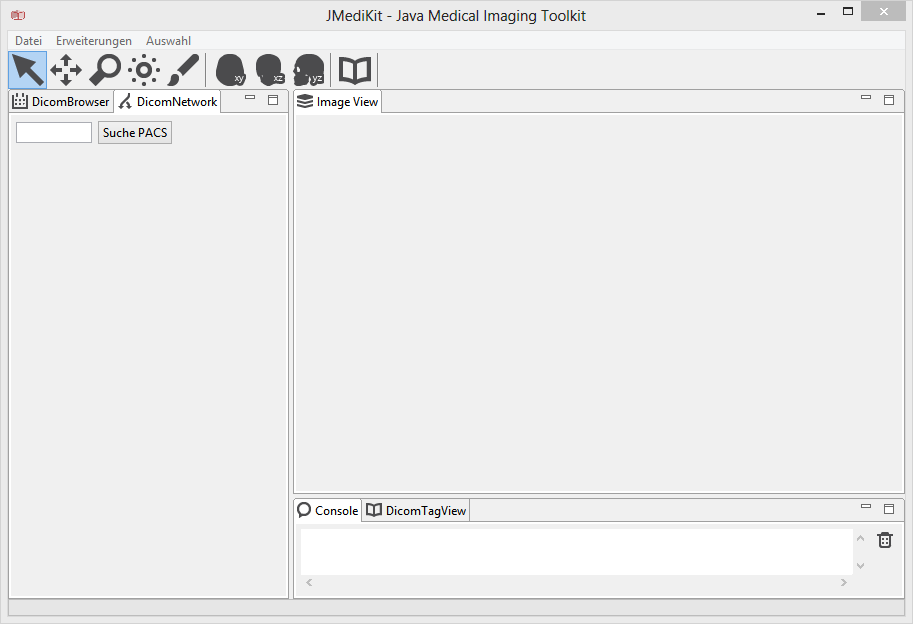 JMediKit - Java Medical Imaging Toolkit
Datei Erweiterungen Auswahl
xy xz yz
DicomBrowser DicomNetwork
Suche PACS
Image View
Console DicomTagView